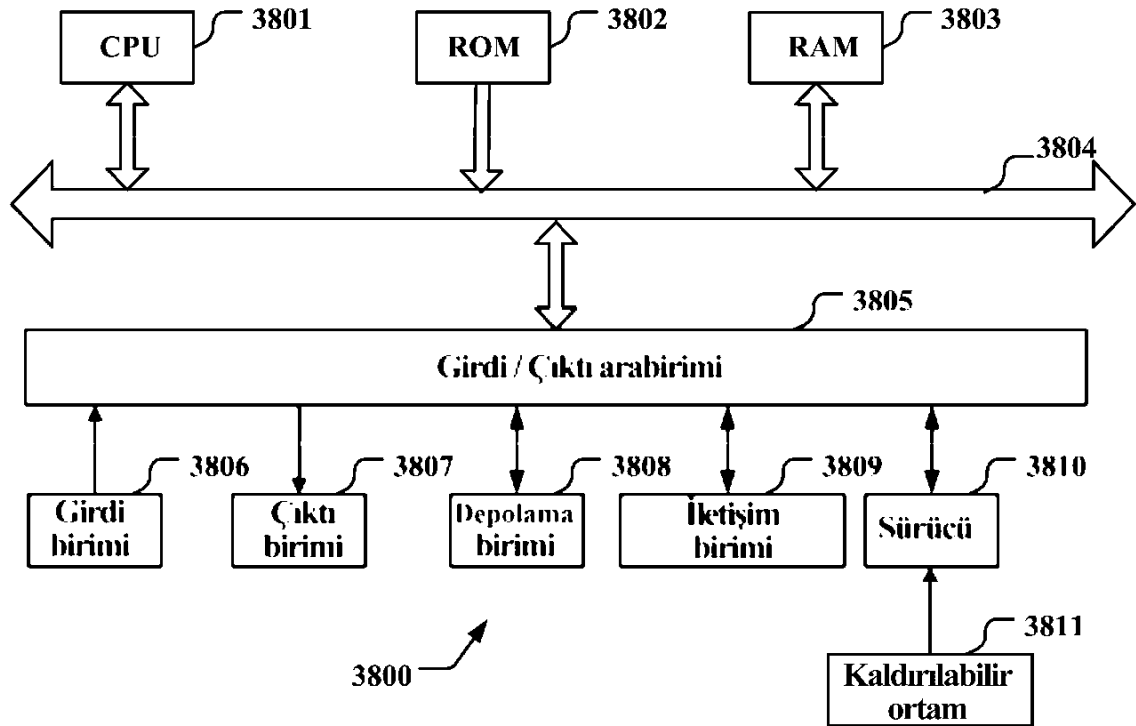 3801
3802
3803
CPU
ROM
RAM
3804
3805
Girdi / Çıktı arabirimi
3806
3807
3808
3809
3810
Girdi
birimi
Çıktı
birimi
Depolama
birimi
İletişim
birimi
Sürücü
3800
3811
Kaldırılabilir
ortam